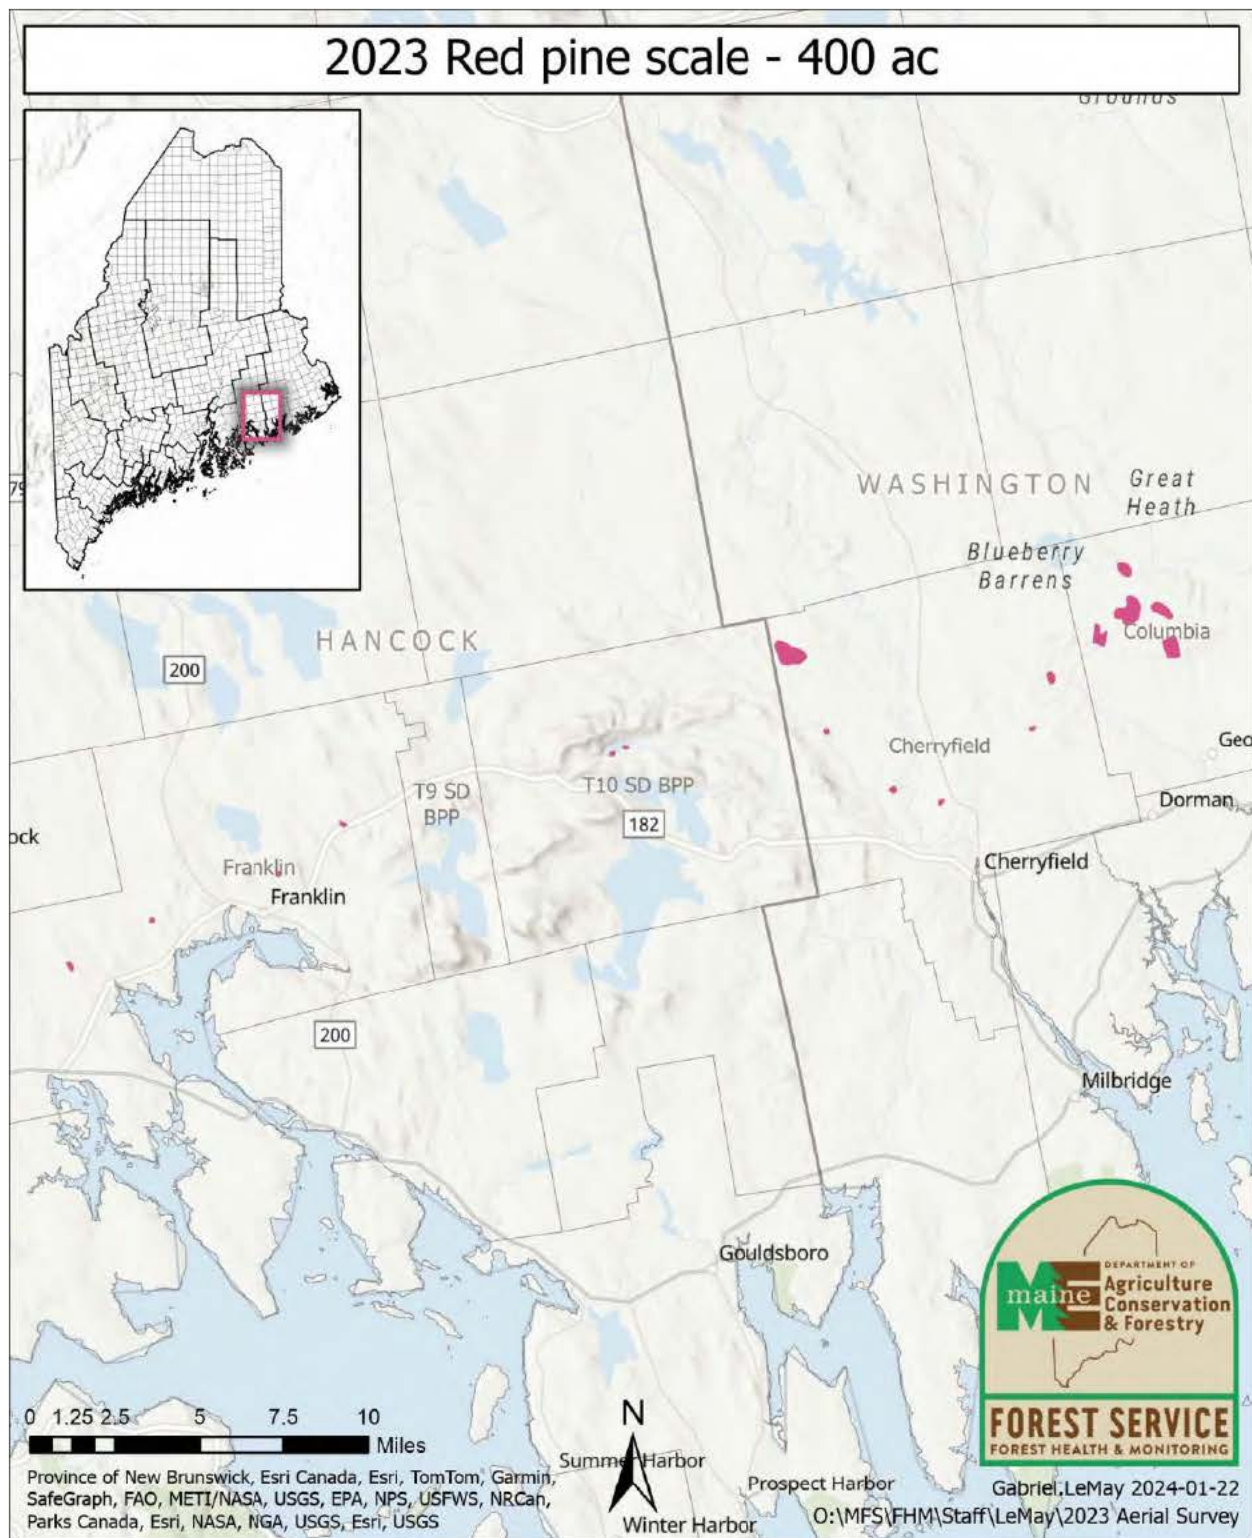 2023 Red pine scale - 400 ac
Grounds
WASHINGTON
Great
Heath
Blueberry
Barrens
Columbia
HANCOCK
200
79
Cherryfield
Geo
T9 SD
BPP
T10 SD BPP
182
Dorman
ock
Franklin
Franklin
Cherryfield
200
Milbridge
Gouldsboro
DEPARTMENT OF
maine
Agriculture
Conservation
& Forestry
FOREST SERVICE
FOREST HEALTH & MONITORING
0 1.25 2.5 5 7.5 10
Miles
N
Summer Harbor
Prospect Harbor
Winter Harbor
Province of New Brunswick, Esri Canada, Esri, TomTom, Garmin,
SafeGraph, FAO, METI/NASA, USGS, EPA, NPS, USFWS, NRCan,
Parks Canada, Esri, NASA, NGA, USGS, Esri, USGS
Gabriel.LeMay 2024-01-22
O:\MFS\FHM\Staff\LeMay\2023 Aerial Survey